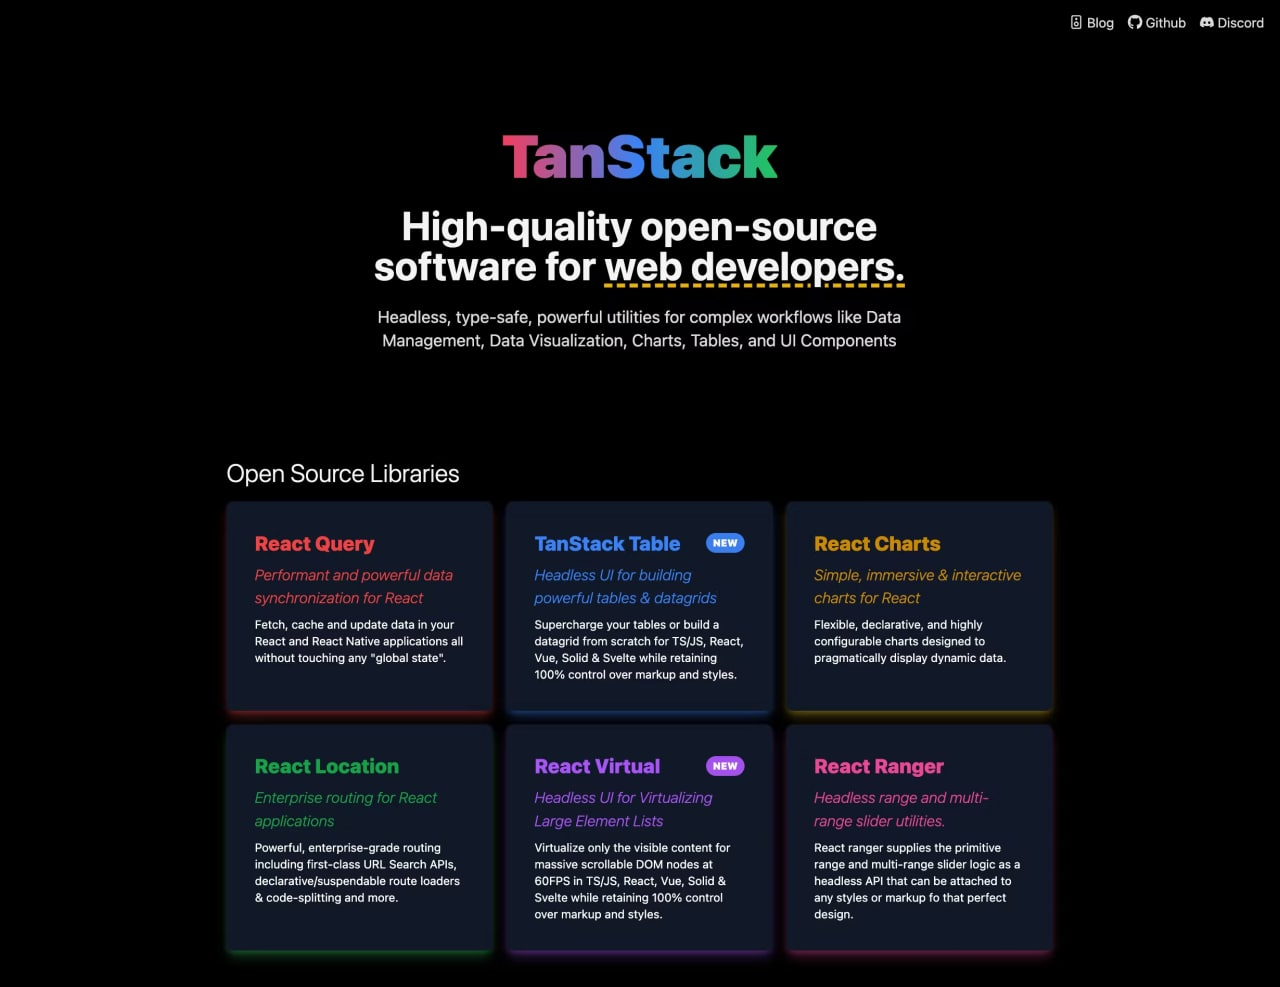 Blog Github Discord
TanStack
High-quality open-source
software for web developers.
Headless, type-safe, powerful utilities for complex workflows like Data
Management, Data Visualization, Charts, Tables, and UI Components
Open Source Libraries
React Query
Performant and powerful data
synchronization for React
Fetch, cache and update data in your
React and React Native applications all
without touching any "global state".
TanStack Table NEW
Headless UI for building
powerful tables & datagrids
Supercharge your tables or build a
datagrid from scratch for TS/JS, React,
Vue, Solid & Svelte while retaining
100% control over markup and styles.
React Charts
Simple, immersive & interactive
charts for React
Flexible, declarative, and highly
configurable charts designed to
pragmatically display dynamic data.
React Location
Enterprise routing for React
applications
Powerful, enterprise-grade routing
including first-class URL Search APIs,
declarative/suspendable route loaders
& code-splitting and more.
React Virtual NEW
Headless UI for Virtualizing
Large Element Lists
Virtualize only the visible content for
massive scrollable DOM nodes at
60FPS in TS/JS, React, Vue, Solid &
Svelte while retaining 100% control
over markup and styles.
React Ranger
Headless range and multi-
range slider utilities.
React ranger supplies the primitive
range and multi-range slider logic as a
headless API that can be attached to
any styles or markup fo that perfect
design.